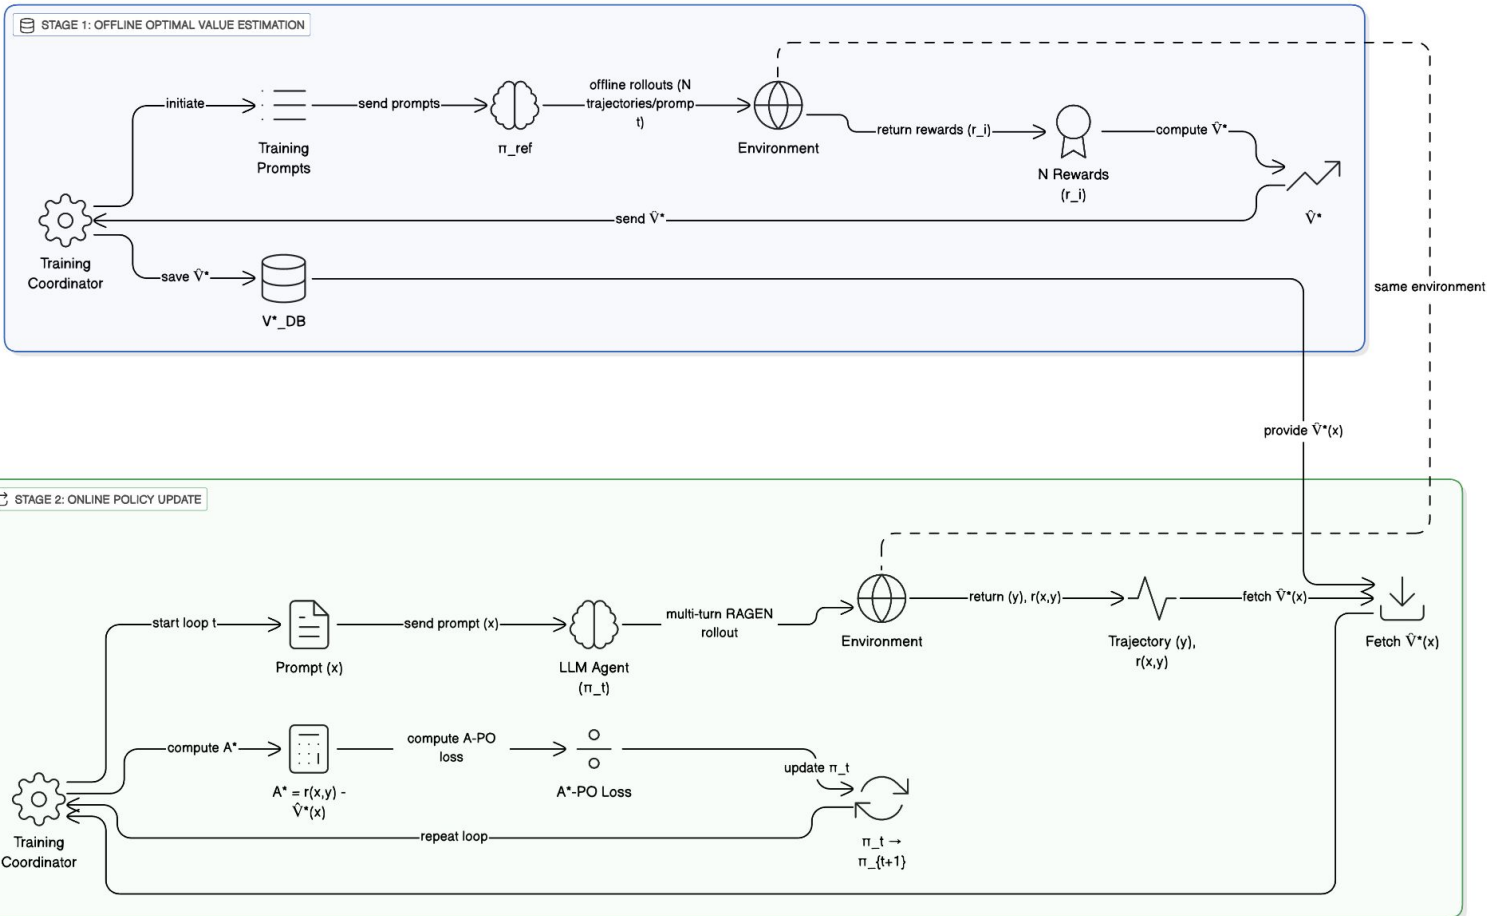 STAGE 1: OFFLINE OPTIMAL VALUE ESTIMATION
initiate
Training
Prompts
send prompts
π_ref
offline rollouts (N
trajectories/promp
t)
Environment
return rewards (r_i)
N Rewards
(r_i)
compute V̂*
V̂*
send V̂*
Training
Coordinator
save V̂*
V*_DB
same environment
provide V̂*(x)
STAGE 2: ONLINE POLICY UPDATE
start loop t
Prompt (x)
send prompt (x)
LLM Agent
(π_t)
multi-turn RAGEN
rollout
Environment
return (y), r(x,y)
Trajectory (y),
r(x,y)
fetch V̂*(x)
Fetch V̂*(x)
compute A*
A* = r(x,y) -
V̂*(x)
compute A-PO
loss
A*-PO Loss
update π_t
π_t →
π_{t+1}
repeat loop
Training
Coordinator